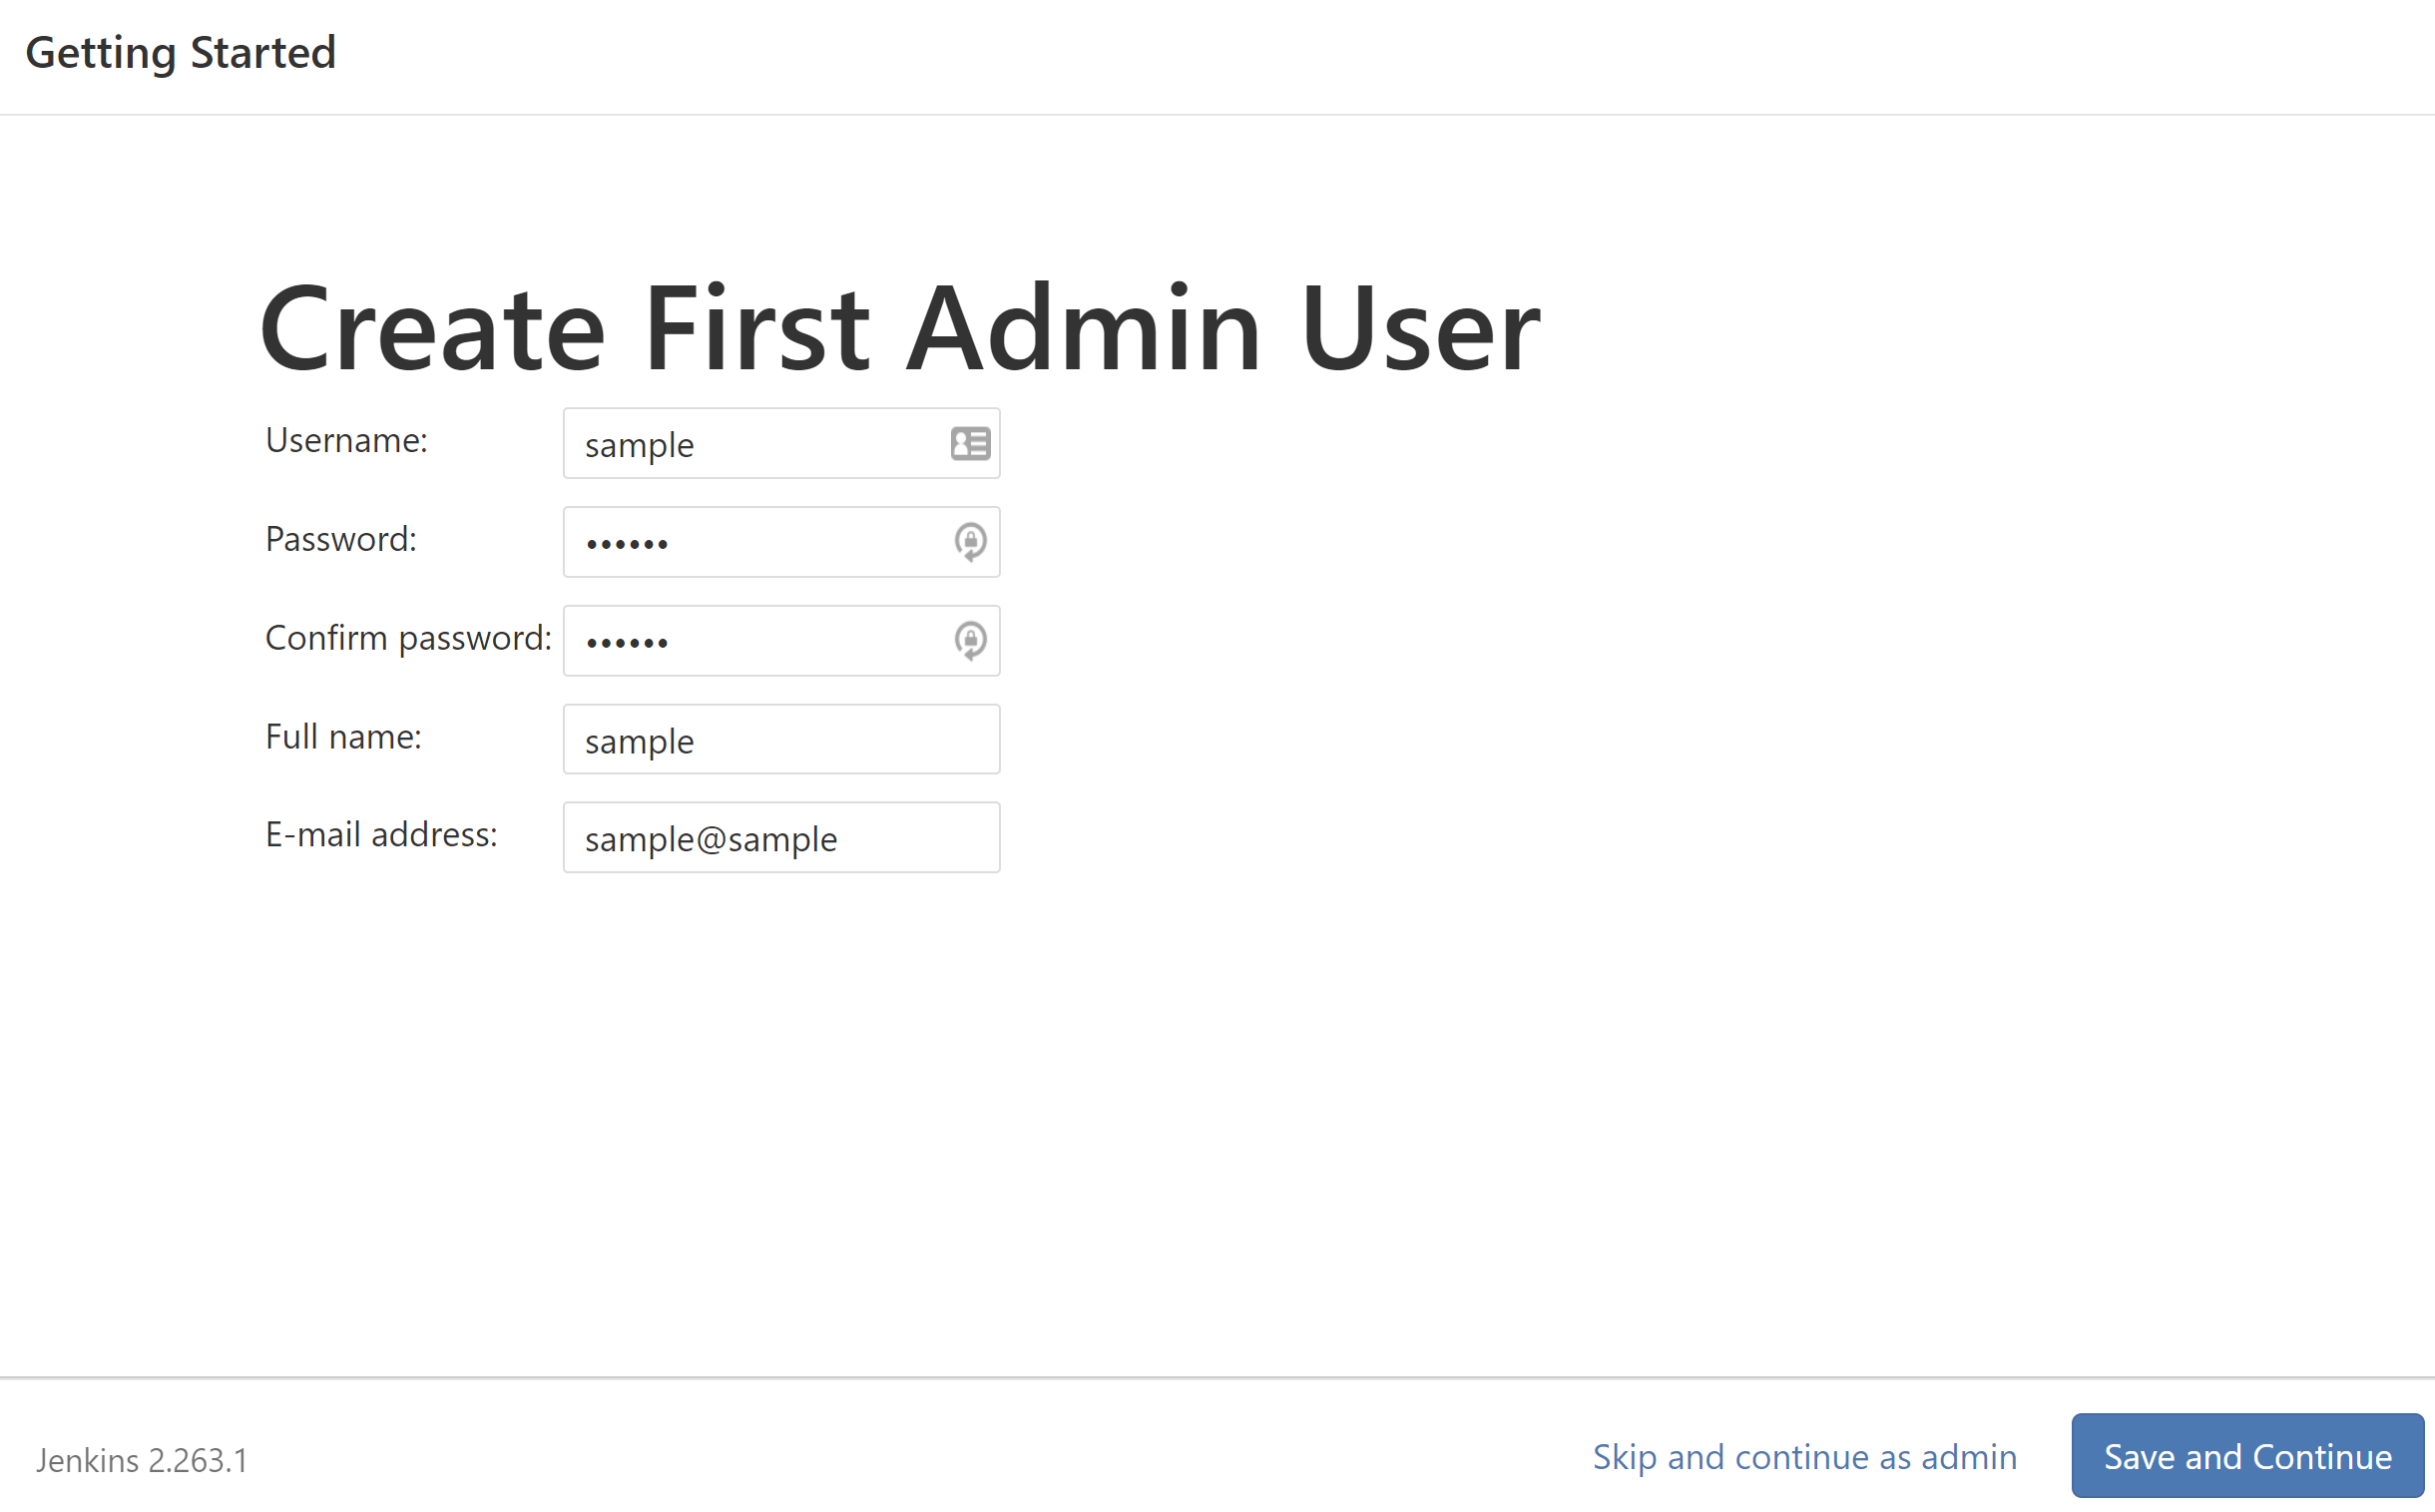 Getting Started
Create First Admin User
Username: sample
Password: ••••••
Confirm password: ••••••
Full name: sample
E-mail address: sample@sample
Jenkins 2.263.1 Skip and continue as admin Save and Continue